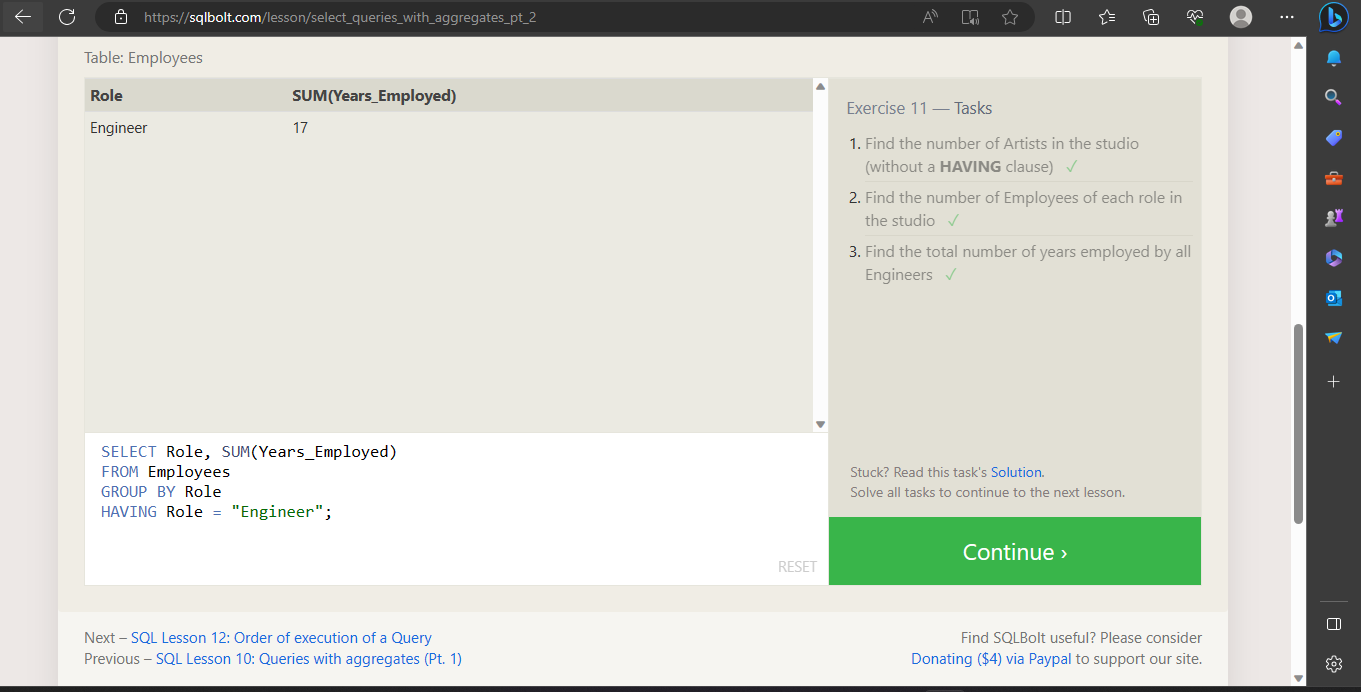 https://sqlbolt.com/lesson/select_queries_with_aggregates_pt_2
Table: Employees
Role SUM(Years_Employed)
Engineer 17
Exercise 11 — Tasks
1. Find the number of Artists in the studio
(without a HAVING clause) ✓
2. Find the number of Employees of each role in
the studio ✓
3. Find the total number of years employed by all
Engineers ✓
SELECT Role, SUM(Years_Employed)
FROM Employees
GROUP BY Role
HAVING Role = "Engineer";
RESET
Stuck? Read this task's Solution.
Solve all tasks to continue to the next lesson.
Continue ›
Next – SQL Lesson 12: Order of execution of a Query
Previous – SQL Lesson 10: Queries with aggregates (Pt. 1)
Find SQLBolt useful? Please consider
Donating ($4) via Paypal to support our site.